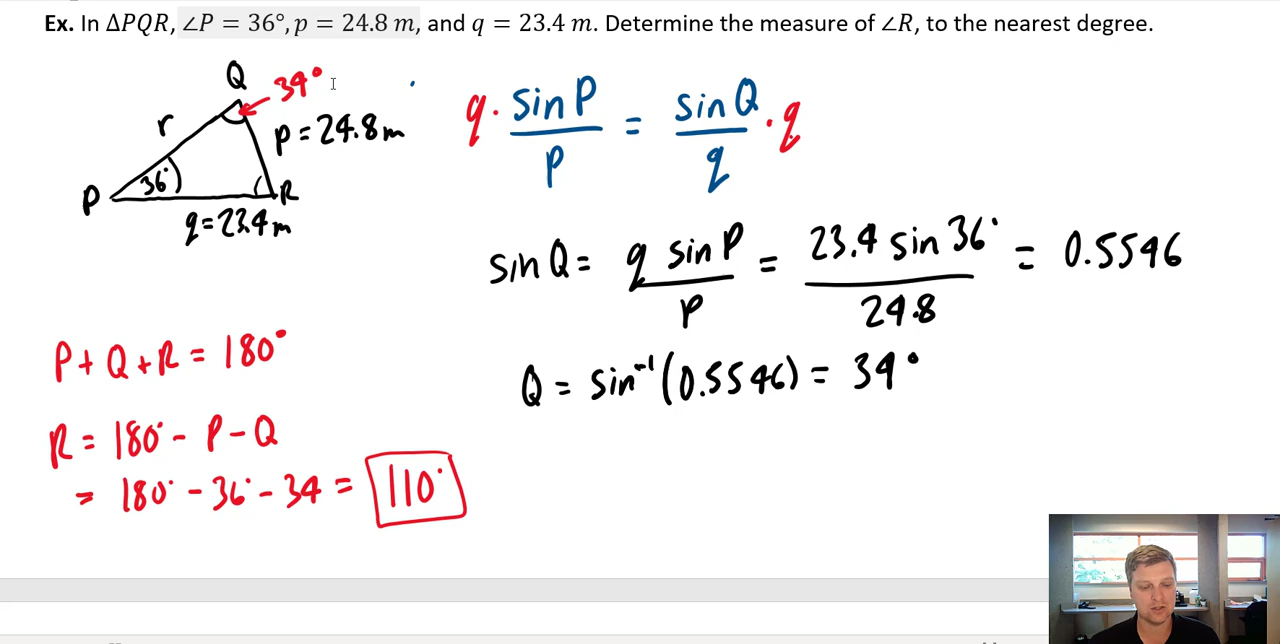 Ex. In ΔPQR, ∠P = 36°, p = 24.8 m, and q = 23.4 m. Determine the measure of ∠R, to the nearest degree.
Q
34°
r
p = 24.8 m
36°
P
R
q = 23.4 m
q · sin P / p = sin Q / q · q
sin Q = q sin P / p = 23.4 sin 36° / 24.8 = 0.5546
Q = sin⁻¹(0.5546) = 34°
P + Q + R = 180°
R = 180° - P - Q
= 180° - 36° - 34 = 110°